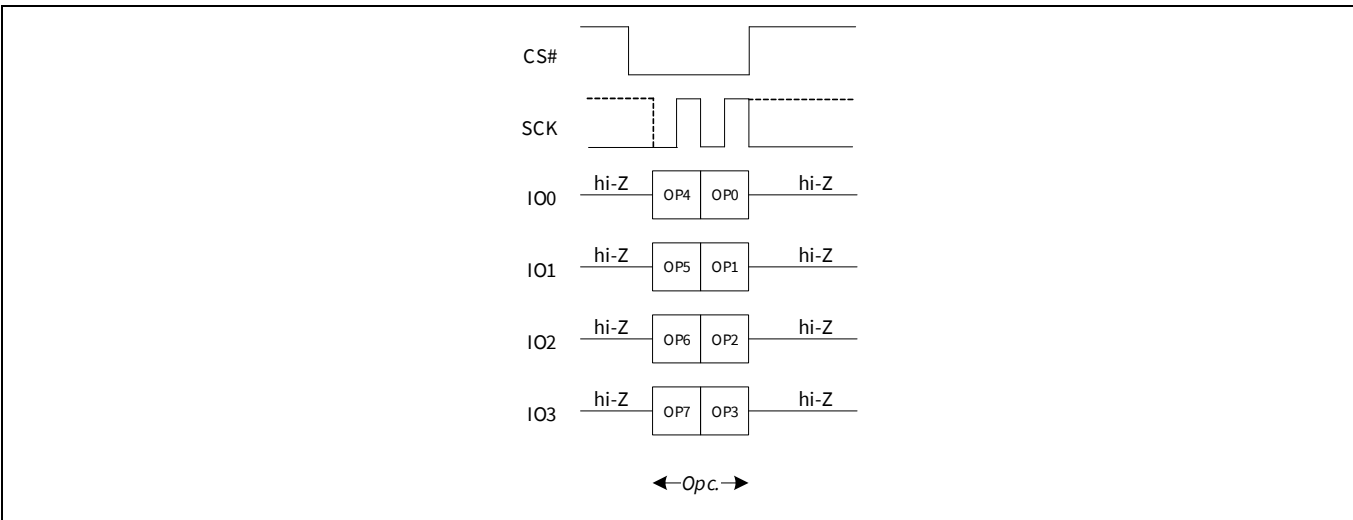 CS#
SCK
IO0 hi-Z OP4 OP0 hi-Z
IO1 hi-Z OP5 OP1 hi-Z
IO2 hi-Z OP6 OP2 hi-Z
IO3 hi-Z OP7 OP3 hi-Z
Opc.